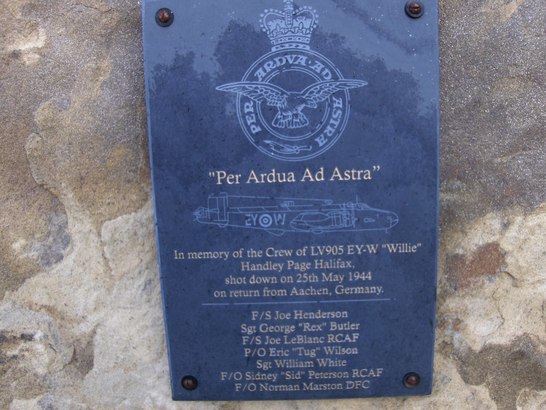 PER ARDVA AD ASTRA
"Per Ardua Ad Astra"
EY W
In memory of the Crew of LV905 EY-W "Willie"
Handley Page Halifax,
shot down on 25th May 1944
on return from Aachen, Germany.
F/S Joe Henderson
Sgt George "Rex" Butler
F/S Joe LeBlanc RCAF
P/O Eric "Tug" Wilson
Sgt William White
F/O Sidney "Sid" Peterson RCAF
F/O Norman Marston DFC